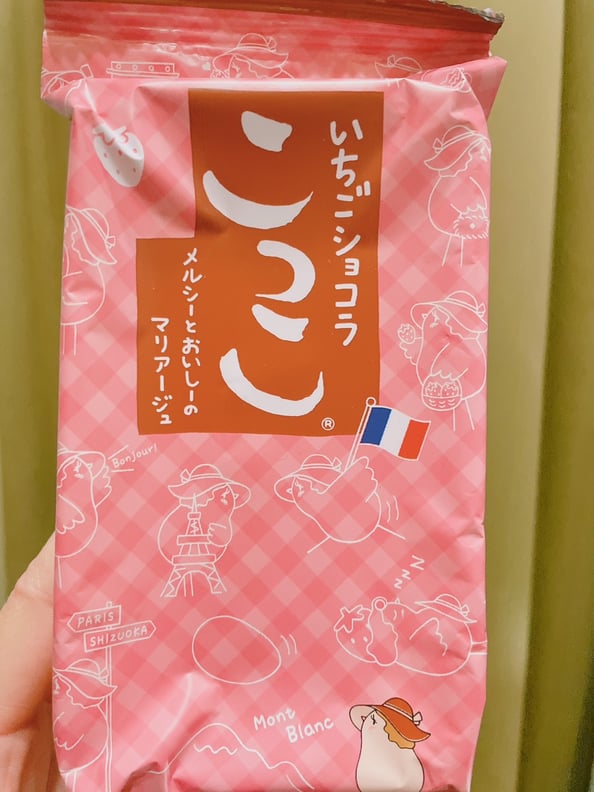 いちごショコラ
こっこ
®
メルシーとおいしーの
マリアージュ
Bonjour!
ZZZ
PARIS
SHIZUOKA
Mont
Blanc